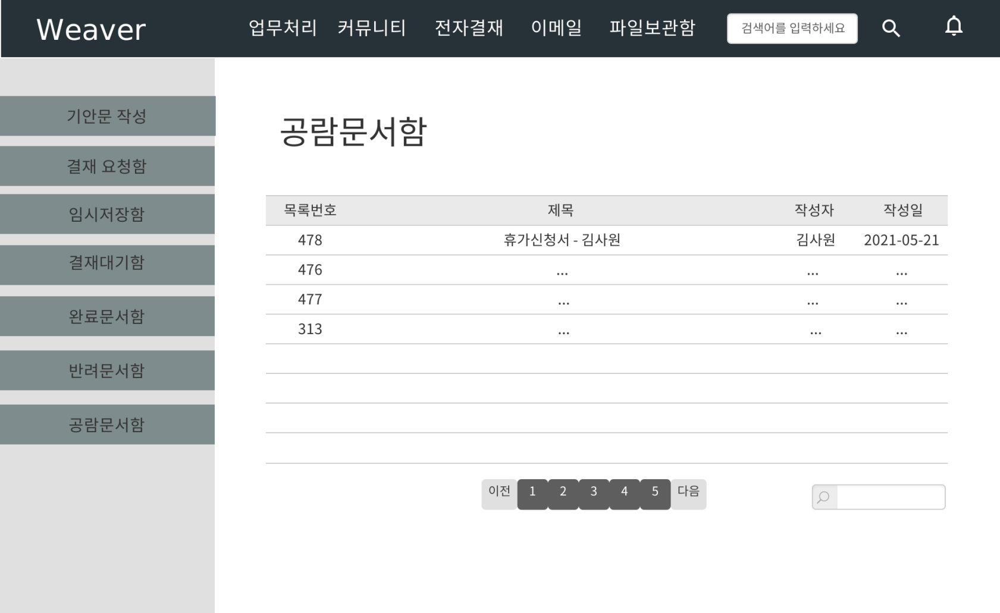 Weaver 업무처리 커뮤니티 전자결재 이메일 파일보관함 검색어를 입력하세요
기안문 작성
결재 요청함
임시저장함
결재대기함
완료문서함
반려문서함
공람문서함
공람문서함
목록번호 제목 작성자 작성일
478 휴가신청서 - 김사원 김사원 2021-05-21
476 ... ... ...
477 ... ... ...
313 ... ... ...
이전 1 2 3 4 5 다음